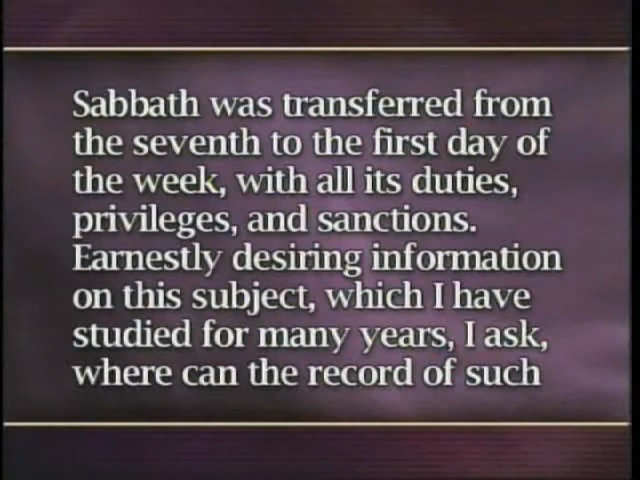 Sabbath was transferred from
the seventh to the first day of
the week, with all its duties,
privileges, and sanctions.
Earnestly desiring information
on this subject, which I have
studied for many years, I ask,
where can the record of such